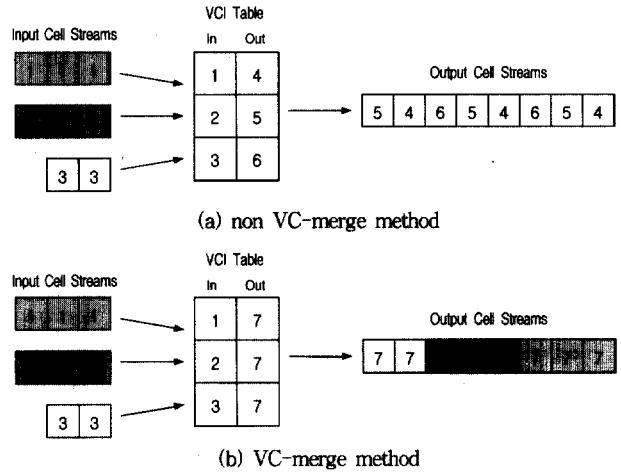 VCI Table
Input Cell Streams
In Out
1 4
2 5
3 6
3 3
Output Cell Streams
5 4 6 5 4 6 5 4
(a) non VC-merge method
VCI Table
Input Cell Streams
In Out
1 7
2 7
3 7
3 3
Output Cell Streams
7 7 7 7
(b) VC-merge method